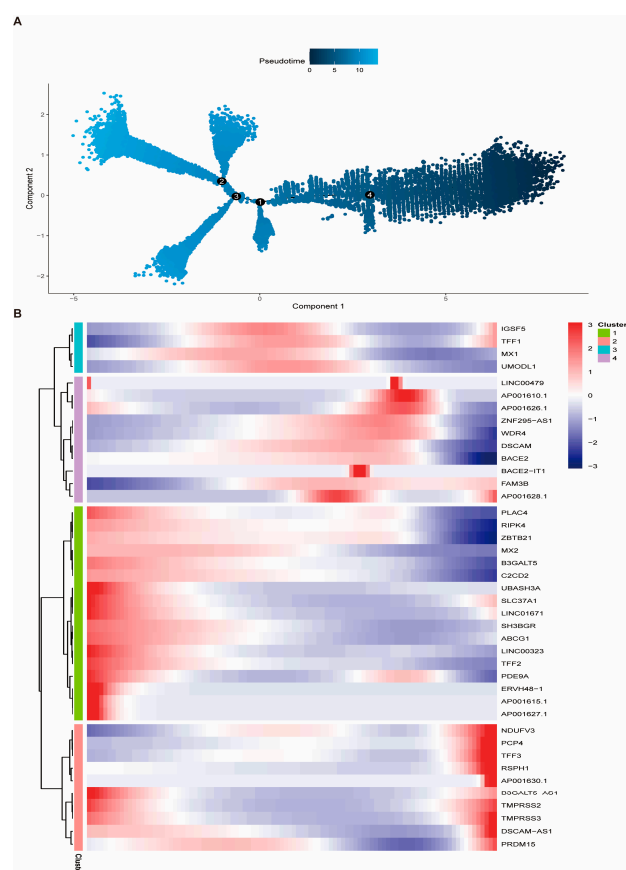 A
Pseudotime
0 5 10
Component 2
2
1
0
−1
−2
2
3
1
4
−5 0 5
Component 1
B
IGSF5
TFF1
MX1
UMODL1
LINC00479
AP001610.1
AP001626.1
ZNF295−AS1
WDR4
DSCAM
BACE2
BACE2−IT1
FAM3B
AP001628.1
PLAC4
RIPK4
ZBTB21
MX2
B3GALT5
C2CD2
UBASH3A
SLC37A1
LINC01671
SH3BGR
ABCG1
LINC00323
TFF2
PDE9A
ERVH48−1
AP001615.1
AP001627.1
NDUFV3
PCP4
TFF3
RSPH1
AP001630.1
B3GALT5−AS1
TMPRSS2
TMPRSS3
DSCAM−AS1
PRDM15
3
2
1
0
−1
−2
−3
Cluster
1
2
3
4